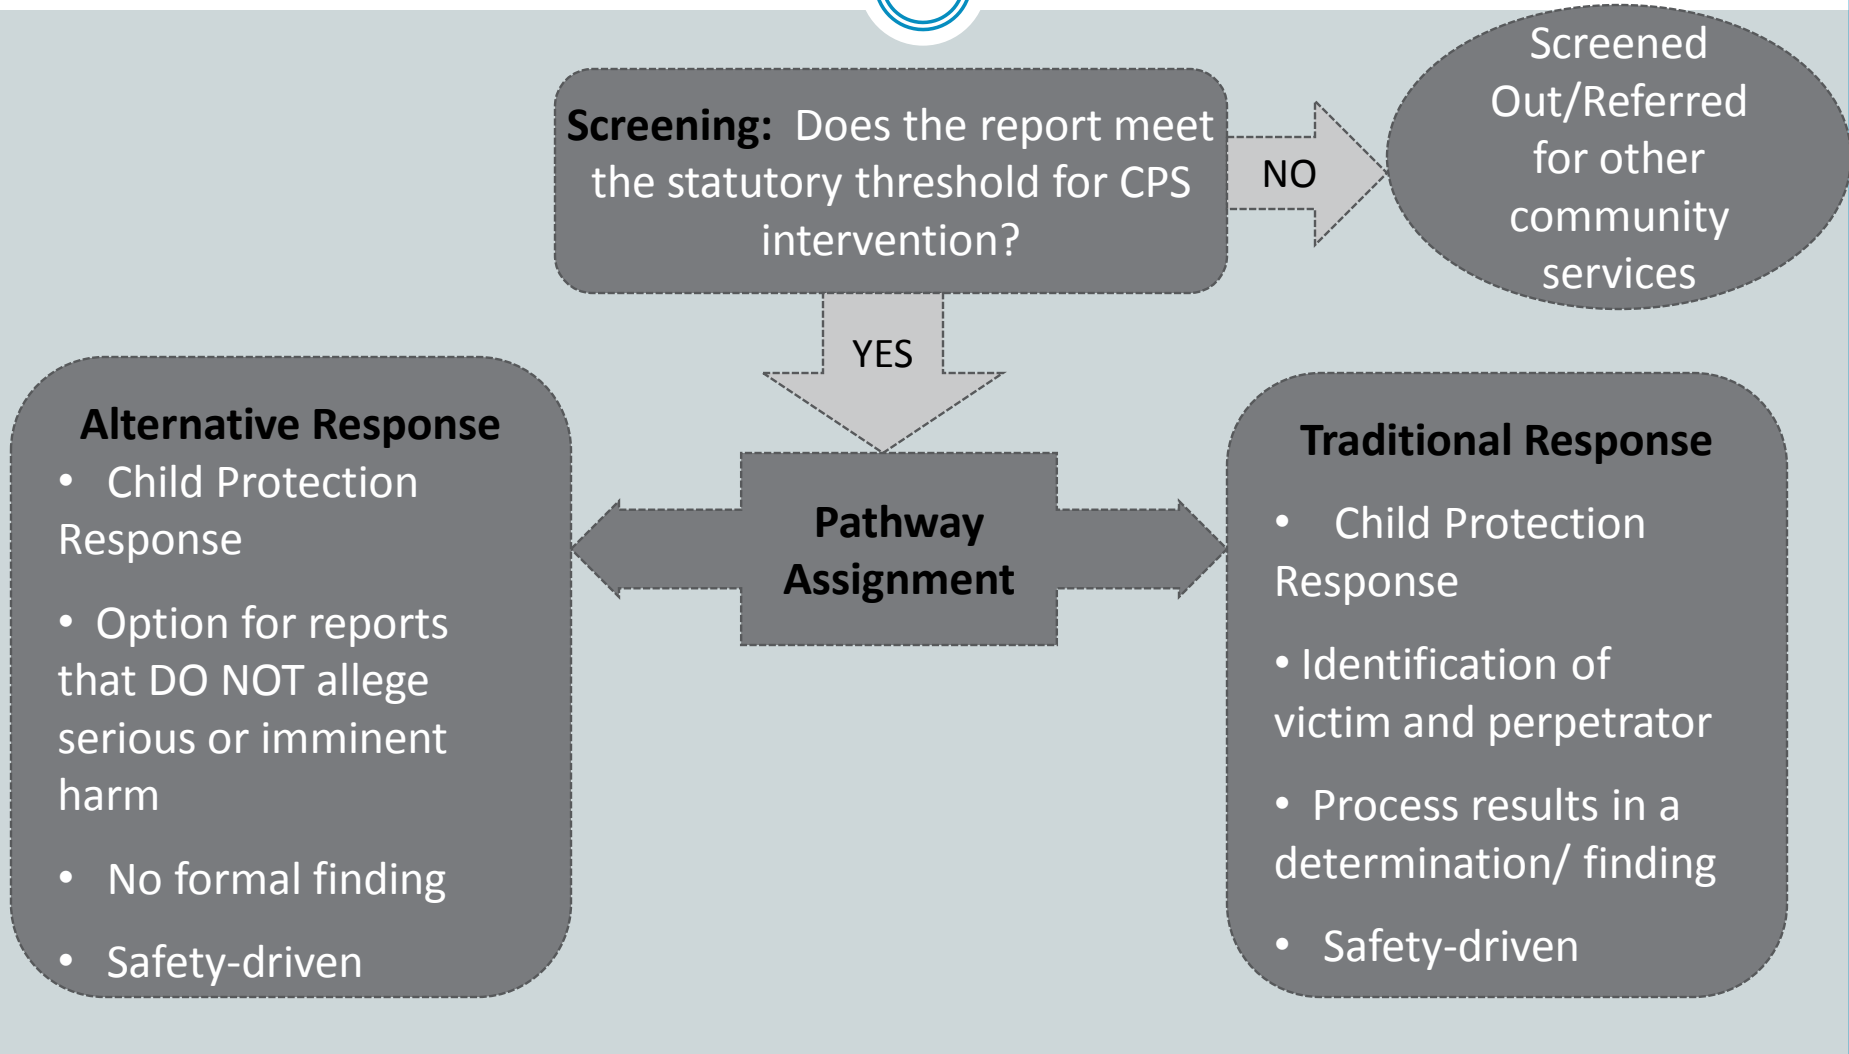 Screening:  Does the report meet
the statutory threshold for CPS
intervention?
NO
Screened
Out/Referred
for other
community
services
YES
Alternative Response
• Child Protection
Response
• Option for reports
that DO NOT allege
serious or imminent
harm
• No formal finding
• Safety-driven
Pathway
Assignment
Traditional Response
• Child Protection
Response
• Identification of
victim and perpetrator
• Process results in a
determination/ finding
• Safety-driven